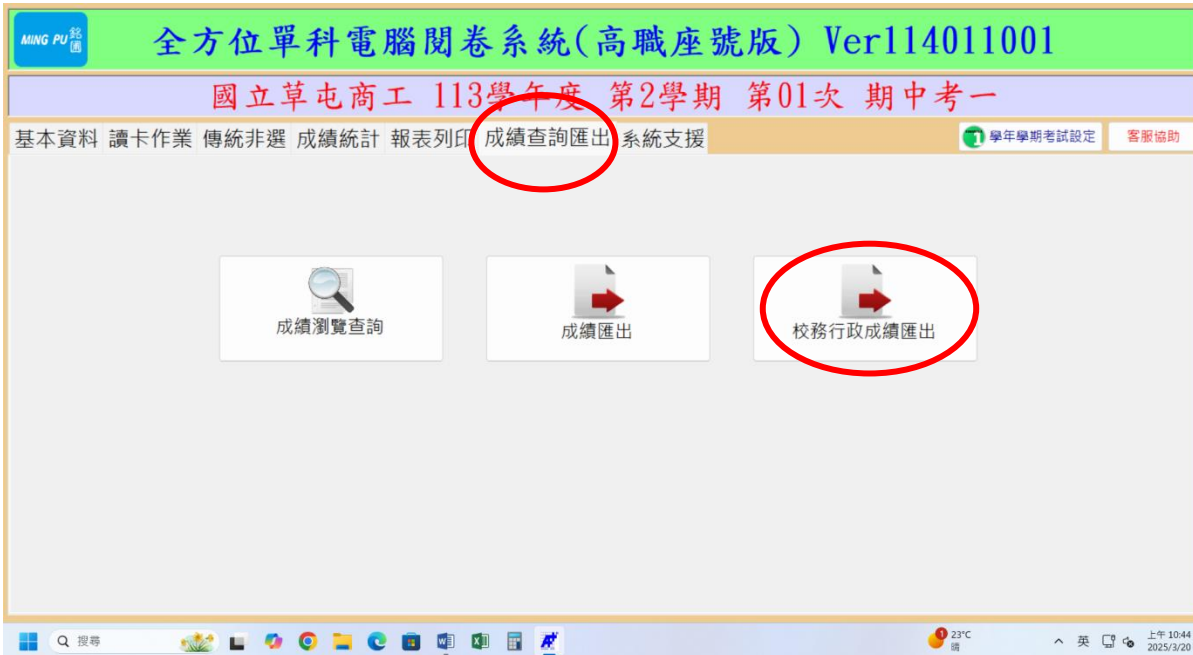 MING PU 銘圃
全方位單科電腦閱卷系統(高職座號版) Ver114011001
國立草屯商工 113學年度 第2學期 第01次 期中考一
基本資料 讀卡作業 傳統非選 成績統計 報表列印 成績查詢匯出 系統支援 學年學期考試設定 客服協助
成績瀏覽查詢 成績匯出 校務行政成績匯出
搜尋 1 23°C 晴 英 上午 10:44 2025/3/20